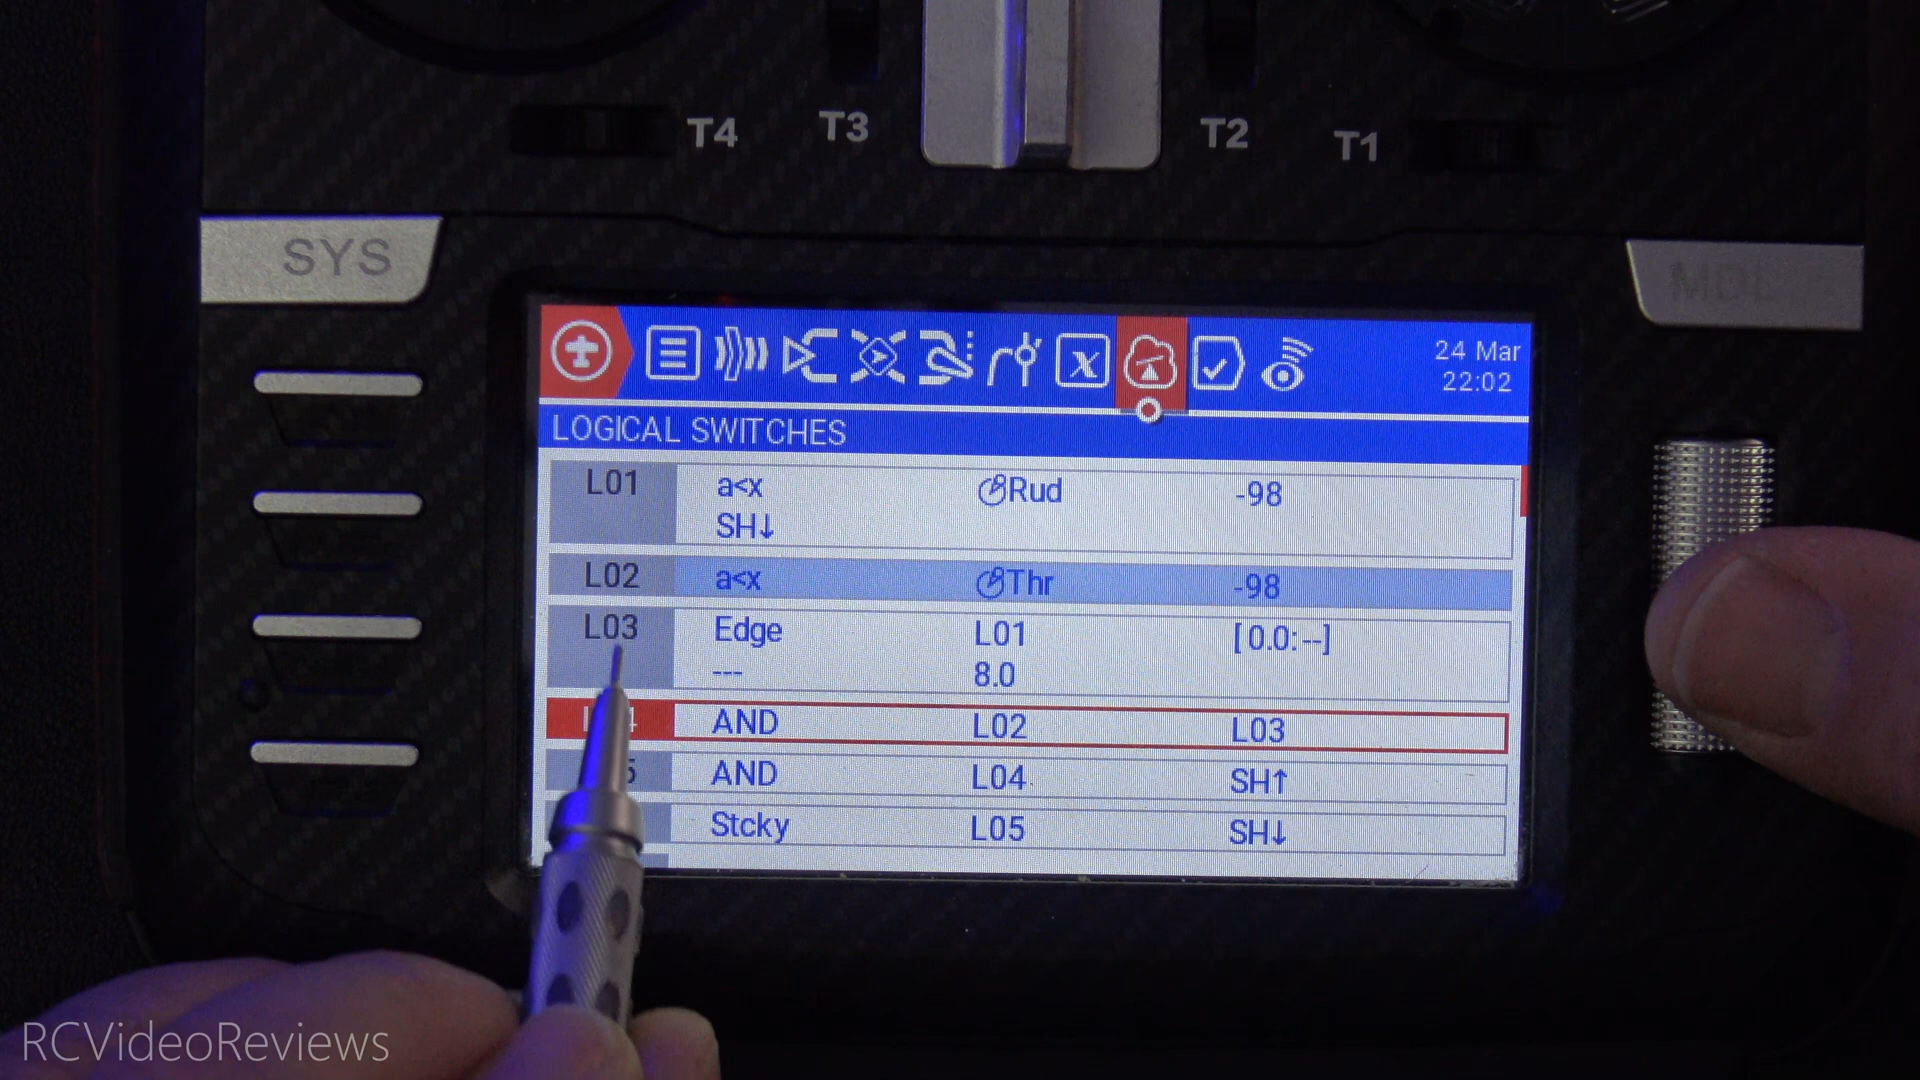 T4 T3 T2 T1
SYS
MDL
24 Mar
22:02
LOGICAL SWITCHES
L01 a<x Rud -98
SH↓
L02 a<x Thr -98
L03 Edge L01 [0.0:--]
--- 8.0
AND L02 L03
AND L04 SH↑
Stcky L05 SH↓
RCVideoReviews